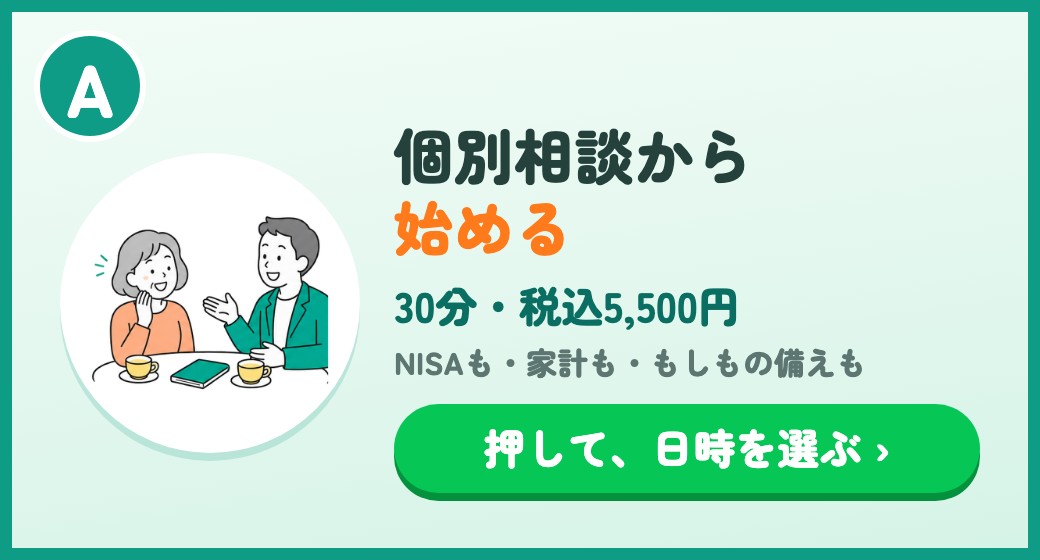 A
個別相談から
始める
30分・税込5,500円
NISAも・家計も・もしもの備えも
押して、日時を選ぶ ›